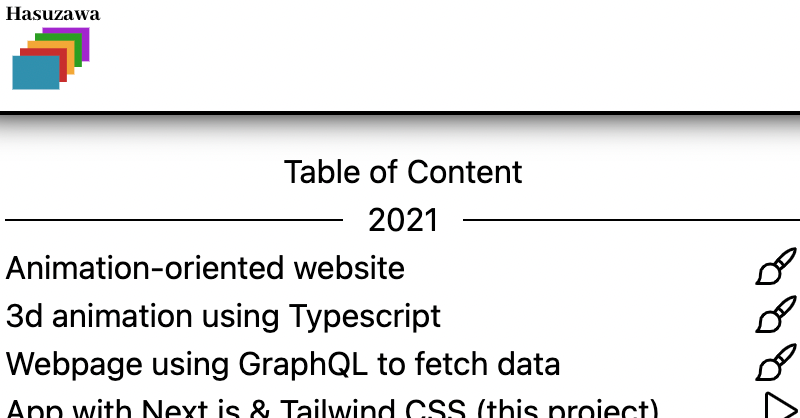 Hasuzawa
Table of Content
2021
Animation-oriented website
3d animation using Typescript
Webpage using GraphQL to fetch data
App with Next.js & Tailwind CSS (this project)